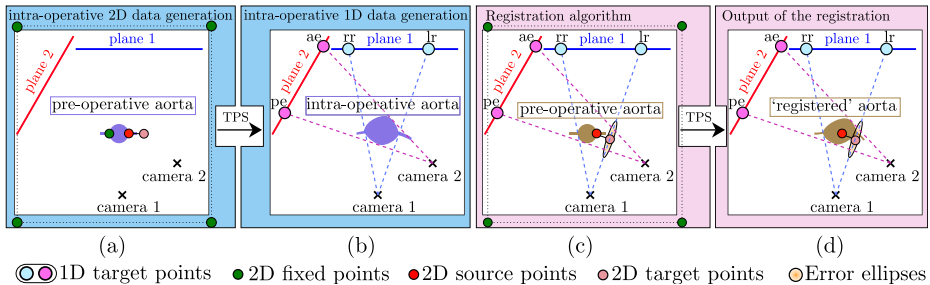 intra-operative 2D data generation
plane 1
plane 2
pre-operative aorta
camera 2
camera 1
TPS
intra-operative 1D data generation
ae rr plane 1 lr
plane 2
pe
intra-operative aorta
camera 2
camera 1
Registration algorithm
ae rr plane 1 lr
plane 2
pe
pre-operative aorta
camera 2
camera 1
TPS
Output of the registration
ae rr plane 1 lr
plane 2
pe
‘registered’ aorta
camera 2
camera 1
(a) (b) (c) (d)
1D target points 2D fixed points 2D source points 2D target points Error ellipses